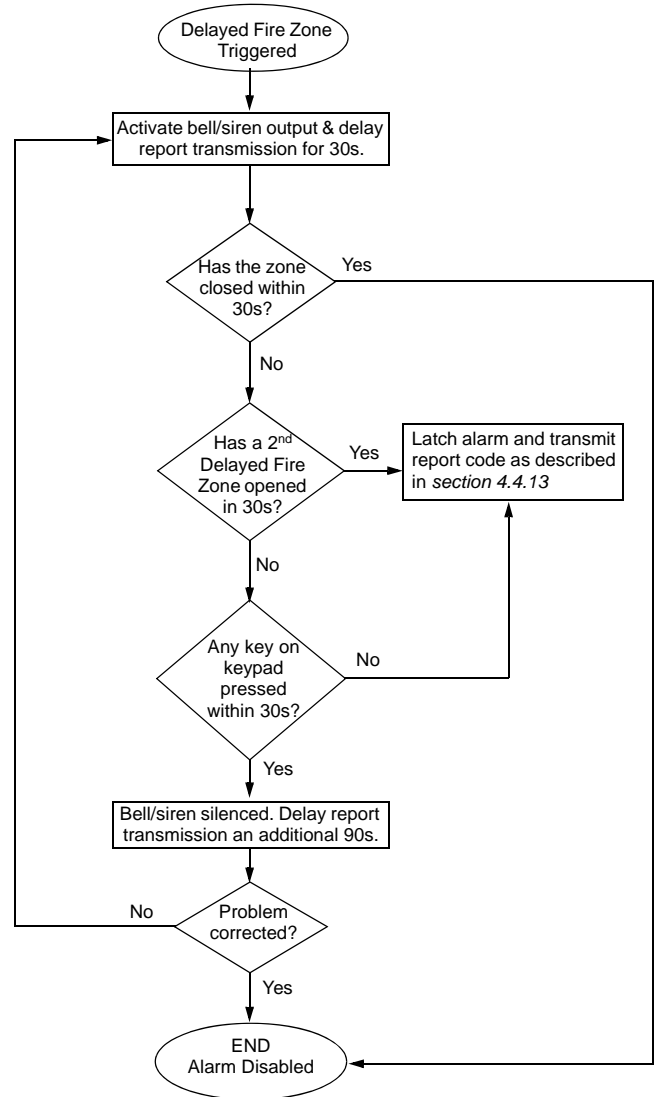 Delayed Fire Zone
Triggered
Activate bell/siren output & delay
report transmission for 30s.
Has the zone
closed within
30s?
Yes
No
Has a 2nd
Delayed Fire
Zone opened
in 30s?
Yes
Latch alarm and transmit
report code as described
in section 4.4.13
No
Any key on
keypad
pressed
within 30s?
No
Yes
Bell/siren silenced. Delay report
transmission an additional 90s.
No
Problem
corrected?
Yes
END
Alarm Disabled